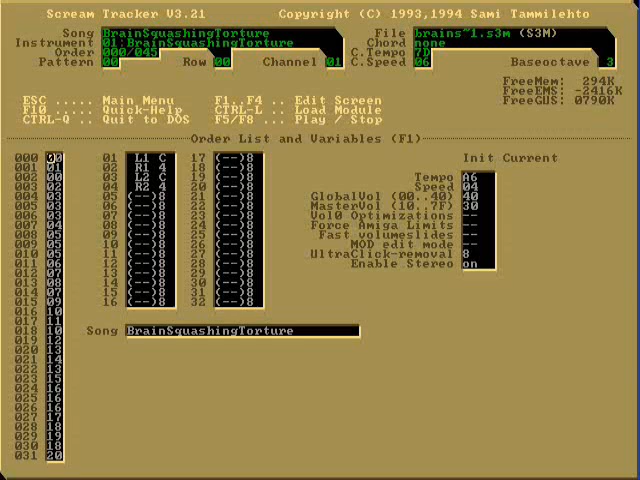 Scream Tracker V3.21 Copyright (C) 1993,1994 Sami Tammilehto
Song BrainSquashingTorture File brains~1.s3m (S3M)
Instrument 01:BrainSquashingTorture Chord none
Order 000/045 C.Tempo 7D
Pattern 00 Row 00 Channel 01 C.Speed 06 Baseoctave 3
FreeMem: 294K
FreeEMS: -2416K
FreeGUS: 0790K
ESC ..... Main Menu F1..F4 .. Edit Screen
F10 ..... Quick-Help CTRL-L .. Load Module
CTRL-Q .. Quit to DOS F5/F8 ... Play / Stop
Order List and Variables (F1)
Init Current
000 00 01 L1 C 17 (--)8
001 01 02 R1 4 18 (--)8
002 00 03 L2 C 19 (--)8 Tempo A6
003 02 04 R2 4 20 (--)8 Speed 04
004 03 05 (--)8 21 (--)8 GlobalVol (00..40) 40
005 03 06 (--)8 22 (--)8 MasterVol (10..7F) 30
006 03 07 (--)8 23 (--)8 Vol0 Optimizations --
007 04 08 (--)8 24 (--)8 Force Amiga Limits --
008 05 09 (--)8 25 (--)8 Fast volumeslides --
009 05 10 (--)8 26 (--)8 MOD edit mode --
010 05 11 (--)8 27 (--)8 UltraClick-removal 8
011 06 12 (--)8 28 (--)8 Enable Stereo on
012 07 13 (--)8 29 (--)8
013 08 14 (--)8 30 (--)8
014 07 15 (--)8 31 (--)8
015 09 16 (--)8 32 (--)8
016 10
017 11
018 10 Song BrainSquashingTorture
019 12
020 13
021 14
022 13
023 15
024 16
025 16
026 16
027 17
028 18
029 19
030 18
031 20